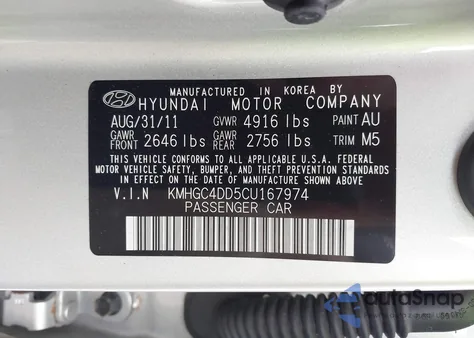 MANUFACTURED IN KOREA BY
HYUNDAI MOTOR COMPANY
AUG/31/11 GVWR 4916 lbs PAINT AU
GAWR FRONT 2646 lbs GAWR REAR 2756 lbs TRIM M5
THIS VEHICLE CONFORMS TO ALL APPLICABLE U.S.A. FEDERAL
MOTOR VEHICLE SAFETY, BUMPER, AND THEFT PREVENTION
STANDARDS IN EFFECT ON THE DATE OF MANUFACTURE SHOWN ABOVE.
V.I.N KMHGC4DD5CU167974
PASSENGER CAR
autoSnap